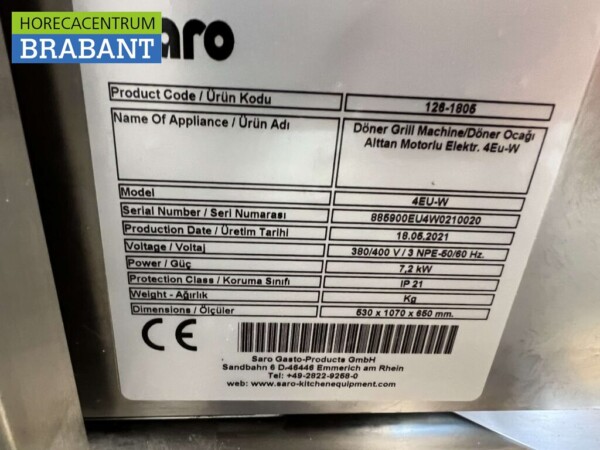 HORECACENTRUM
BRABANT
saro
Product Code / Ürün Kodu 126-1805
Name Of Appliance / Ürün Adı Döner Grill Machine/Döner Ocağı
Alttan Motorlu Elektr. 4Eu-W
Model 4EU-W
Serial Number / Seri Numarası 885900EU4W0210020
Production Date / Üretim Tarihi 18.05.2021
Voltage / Voltaj 380/400 V / 3 NPE-50/60 Hz.
Power / Güç 7,2 kW
Protection Class / Koruma Sınıfı IP 21
Weight - Ağırlık Kg
Dimensions / Ölçüler 530 x 1070 x 650 mm.
CE
Saro Gasto-Products GmbH
Sandbahn 6 D-46446 Emmerich am Rhein
Tel: +49-2822-9258-0
web: www.saro-kitchenequipment.com